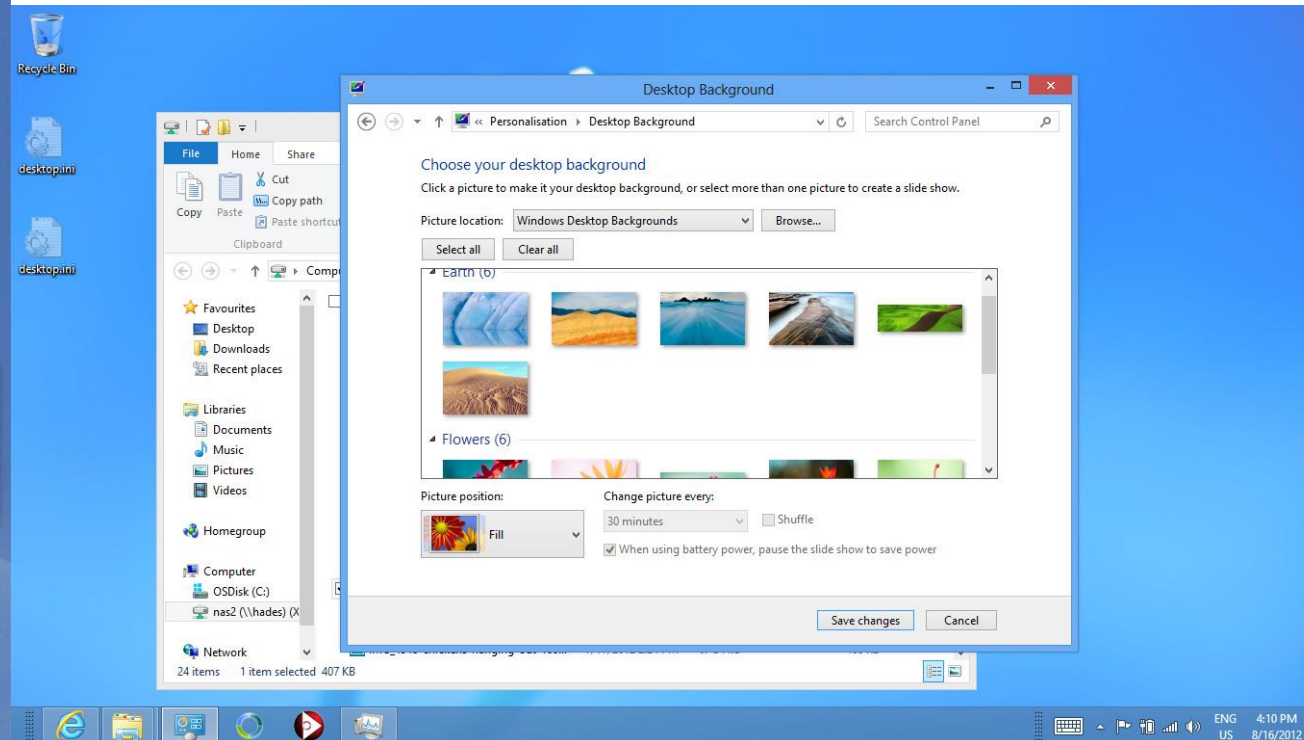 Recycle Bin
desktop.ini
desktop.ini
File Home Share
Copy
Paste
Cut
Copy path
Paste shortcut
Clipboard
Compu
Favourites
Desktop
Downloads
Recent places
Libraries
Documents
Music
Pictures
Videos
Homegroup
Computer
OSDisk (C:)
nas2 (\\hades) (X
Network
24 items 1 item selected 407 KB
Desktop Background
« Personalisation Desktop Background
Search Control Panel
Choose your desktop background
Click a picture to make it your desktop background, or select more than one picture to create a slide show.
Picture location: Windows Desktop Backgrounds Browse...
Select all Clear all
Earth (6)
Flowers (6)
Picture position:
Fill
Change picture every:
30 minutes Shuffle
When using battery power, pause the slide show to save power
Save changes Cancel
ENG 4:10 PM
US 8/16/2012